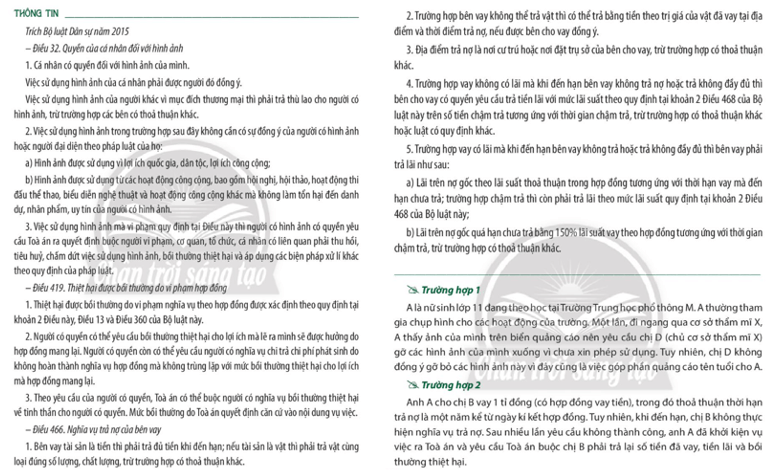 THÔNG TIN
Trích Bộ luật Dân sự năm 2015
– Điều 32. Quyền của cá nhân đối với hình ảnh
1. Cá nhân có quyền đối với hình ảnh của mình.
Việc sử dụng hình ảnh của cá nhân phải được người đó đồng ý.
Việc sử dụng hình ảnh của người khác vì mục đích thương mại thì phải trả thù lao cho người có
hình ảnh, trừ trường hợp các bên có thoả thuận khác.
2. Việc sử dụng hình ảnh trong trường hợp sau đây không cần có sự đồng ý của người có hình ảnh
hoặc người đại diện theo pháp luật của họ:
a) Hình ảnh được sử dụng vì lợi ích quốc gia, dân tộc, lợi ích công cộng;
b) Hình ảnh được sử dụng từ các hoạt động công cộng, bao gồm hội nghị, hội thảo, hoạt động thi
đấu thể thao, biểu diễn nghệ thuật và hoạt động công cộng khác mà không làm tổn hại đến danh
dự, nhân phẩm, uy tín của người có hình ảnh.
3. Việc sử dụng hình ảnh mà vi phạm quy định tại Điều này thì người có hình ảnh có quyền yêu
cầu Toà án ra quyết định buộc người vi phạm, cơ quan, tổ chức, cá nhân có liên quan phải thu hồi,
tiêu huỷ, chấm dứt việc sử dụng hình ảnh, bồi thường thiệt hại và áp dụng các biện pháp xử lí khác
theo quy định của pháp luật.
– Điều 419. Thiệt hại được bồi thường do vi phạm hợp đồng
1. Thiệt hại được bồi thường do vi phạm nghĩa vụ theo hợp đồng được xác định theo quy định tại
khoản 2 Điều này, Điều 13 và Điều 360 của Bộ luật này.
2. Người có quyền có thể yêu cầu bồi thường thiệt hại cho lợi ích mà lẽ ra mình sẽ được hưởng do
hợp đồng mang lại. Người có quyền còn có thể yêu cầu người có nghĩa vụ chi trả chi phí phát sinh do
không hoàn thành nghĩa vụ hợp đồng mà không trùng lặp với mức bồi thường thiệt hại cho lợi ích
mà hợp đồng mang lại.
3. Theo yêu cầu của người có quyền, Toà án có thể buộc người có nghĩa vụ bồi thường thiệt hại
về tinh thần cho người có quyền. Mức bồi thường do Toà án quyết định căn cứ vào nội dung vụ việc.
– Điều 466. Nghĩa vụ trả nợ của bên vay
1. Bên vay tài sản là tiền thì phải trả đủ tiền khi đến hạn; nếu tài sản là vật thì phải trả vật cùng
loại đúng số lượng, chất lượng, trừ trường hợp có thoả thuận khác.
2. Trường hợp bên vay không thể trả vật thì có thể trả bằng tiền theo trị giá của vật đã vay tại địa
điểm và thời điểm trả nợ, nếu được bên cho vay đồng ý.
3. Địa điểm trả nợ là nơi cư trú hoặc nơi đặt trụ sở của bên cho vay, trừ trường hợp có thoả thuận
khác.
4. Trường hợp vay không có lãi mà khi đến hạn bên vay không trả nợ hoặc trả không đầy đủ thì
bên cho vay có quyền yêu cầu trả tiền lãi với mức lãi suất theo quy định tại khoản 2 Điều 468 của Bộ
luật này trên số tiền chậm trả tương ứng với thời gian chậm trả, trừ trường hợp có thoả thuận khác
hoặc luật có quy định khác.
5. Trường hợp vay có lãi mà khi đến hạn bên vay không trả hoặc trả không đầy đủ thì bên vay phải
trả lãi như sau:
a) Lãi trên nợ gốc theo lãi suất thoả thuận trong hợp đồng tương ứng với thời hạn vay mà đến
hạn chưa trả; trường hợp chậm trả thì còn phải trả lãi theo mức lãi suất quy định tại khoản 2 Điều
468 của Bộ luật này;
b) Lãi trên nợ gốc quá hạn chưa trả bằng 150% lãi suất vay theo hợp đồng tương ứng với thời gian
chậm trả, trừ trường hợp có thoả thuận khác.
Trường hợp 1
A là nữ sinh lớp 11 đang theo học tại Trường Trung học phổ thông M. A thường tham
gia chụp hình cho các hoạt động của trường. Một lần, đi ngang qua cơ sở thẩm mĩ X,
A thấy ảnh của mình trên biển quảng cáo nên yêu cầu chị D (chủ cơ sở thẩm mĩ X)
gỡ các hình ảnh của mình xuống vì chưa xin phép sử dụng. Tuy nhiên, chị D không
đồng ý gỡ bỏ các hình ảnh này vì đây cũng là việc góp phần quảng cáo tên tuổi cho A.
Trường hợp 2
Anh A cho chị B vay 1 tỉ đồng (có hợp đồng vay tiền), trong đó thoả thuận thời hạn
trả nợ là một năm kể từ ngày kí kết hợp đồng. Tuy nhiên, khi đến hạn, chị B không thực
hiện nghĩa vụ trả nợ. Sau nhiều lần yêu cầu không thành công, anh A đã khởi kiện vụ
việc ra Toà án và yêu cầu Toà án buộc chị B phải trả lại số tiền đã vay, tiền lãi và bồi
thường thiệt hại.
Chân trời sáng tạo
Chân trời sáng tạo